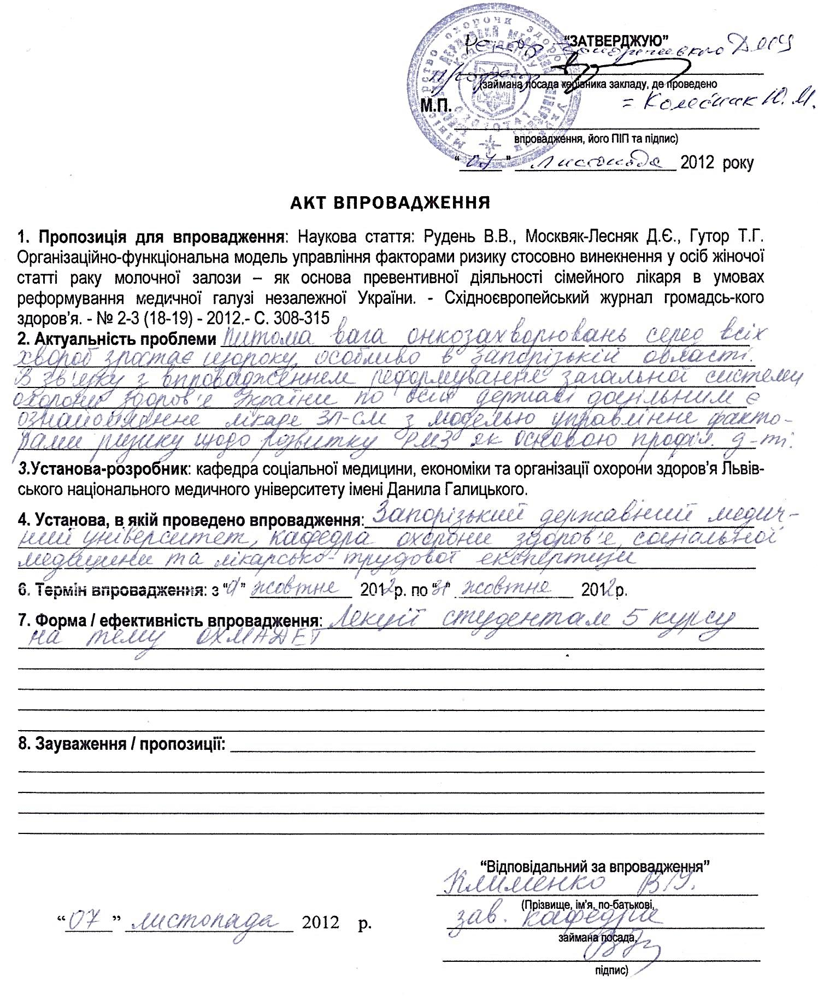 “ЗАТВЕРДЖУЮ”
Ректор Запорізького ДМУ
професор
(займана посада керівника закладу, де проведено
М.П.
= Колесник Ю.М.
впровадження, його ПІП та підпис)
“ 07 ” листопада 2012 року
АКТ ВПРОВАДЖЕННЯ
1. Пропозиція для впровадження: Наукова стаття: Рудень В.В., Москвяк-Лесняк Д.Є., Гутор Т.Г.
Організаційно-функціональна модель управління факторами ризику стосовно винекнення у осіб жіночої
статті раку молочної залози – як основа превентивної діяльності сімейного лікаря в умовах
реформування медичної галузі незалежної України. - Східноєвропейський журнал громадсь-кого
здоров’я. - № 2-3 (18-19) - 2012.- С. 308-315
2. Актуальність проблеми питома вага онкозахворювань серед всіх
хвороб зростає щороку, особливо в Запорізькій області.
В зв'язку з впровадженням реформування загальної системи
охорони здоров'я України по всій державі доцільним є
ознайомлення лікаря ЗП-СМ з моделью управління факто-
рами ризику щодо розвитку РМЗ як основою профіл. д-ті.
3.Установа-розробник: кафедра соціальної медицини, економіки та організації охорони здоров’я Львів-
ського національного медичного університету імені Данила Галицького.
4. Установа, в якій проведено впровадження: Запорізький державний медич-
ний університет, кафедра охорони здоров'я, соціальної
медицини та лікарсько-трудової експертизи
6. Термін впровадження: з “01” жовтня 2012р. по “31” жовтня 2012р.
7. Форма / ефективність впровадження: Лекції студентам 5 курсу
на тему ОХМАДЕТ
8. Зауваження / пропозиції:
“Відповідальний за впровадження”
Клименко В.І.
(Прізвище, ім’я, по-батькові,
“07” листопада 2012 р.
зав. кафедри
займана посада,
підпис)